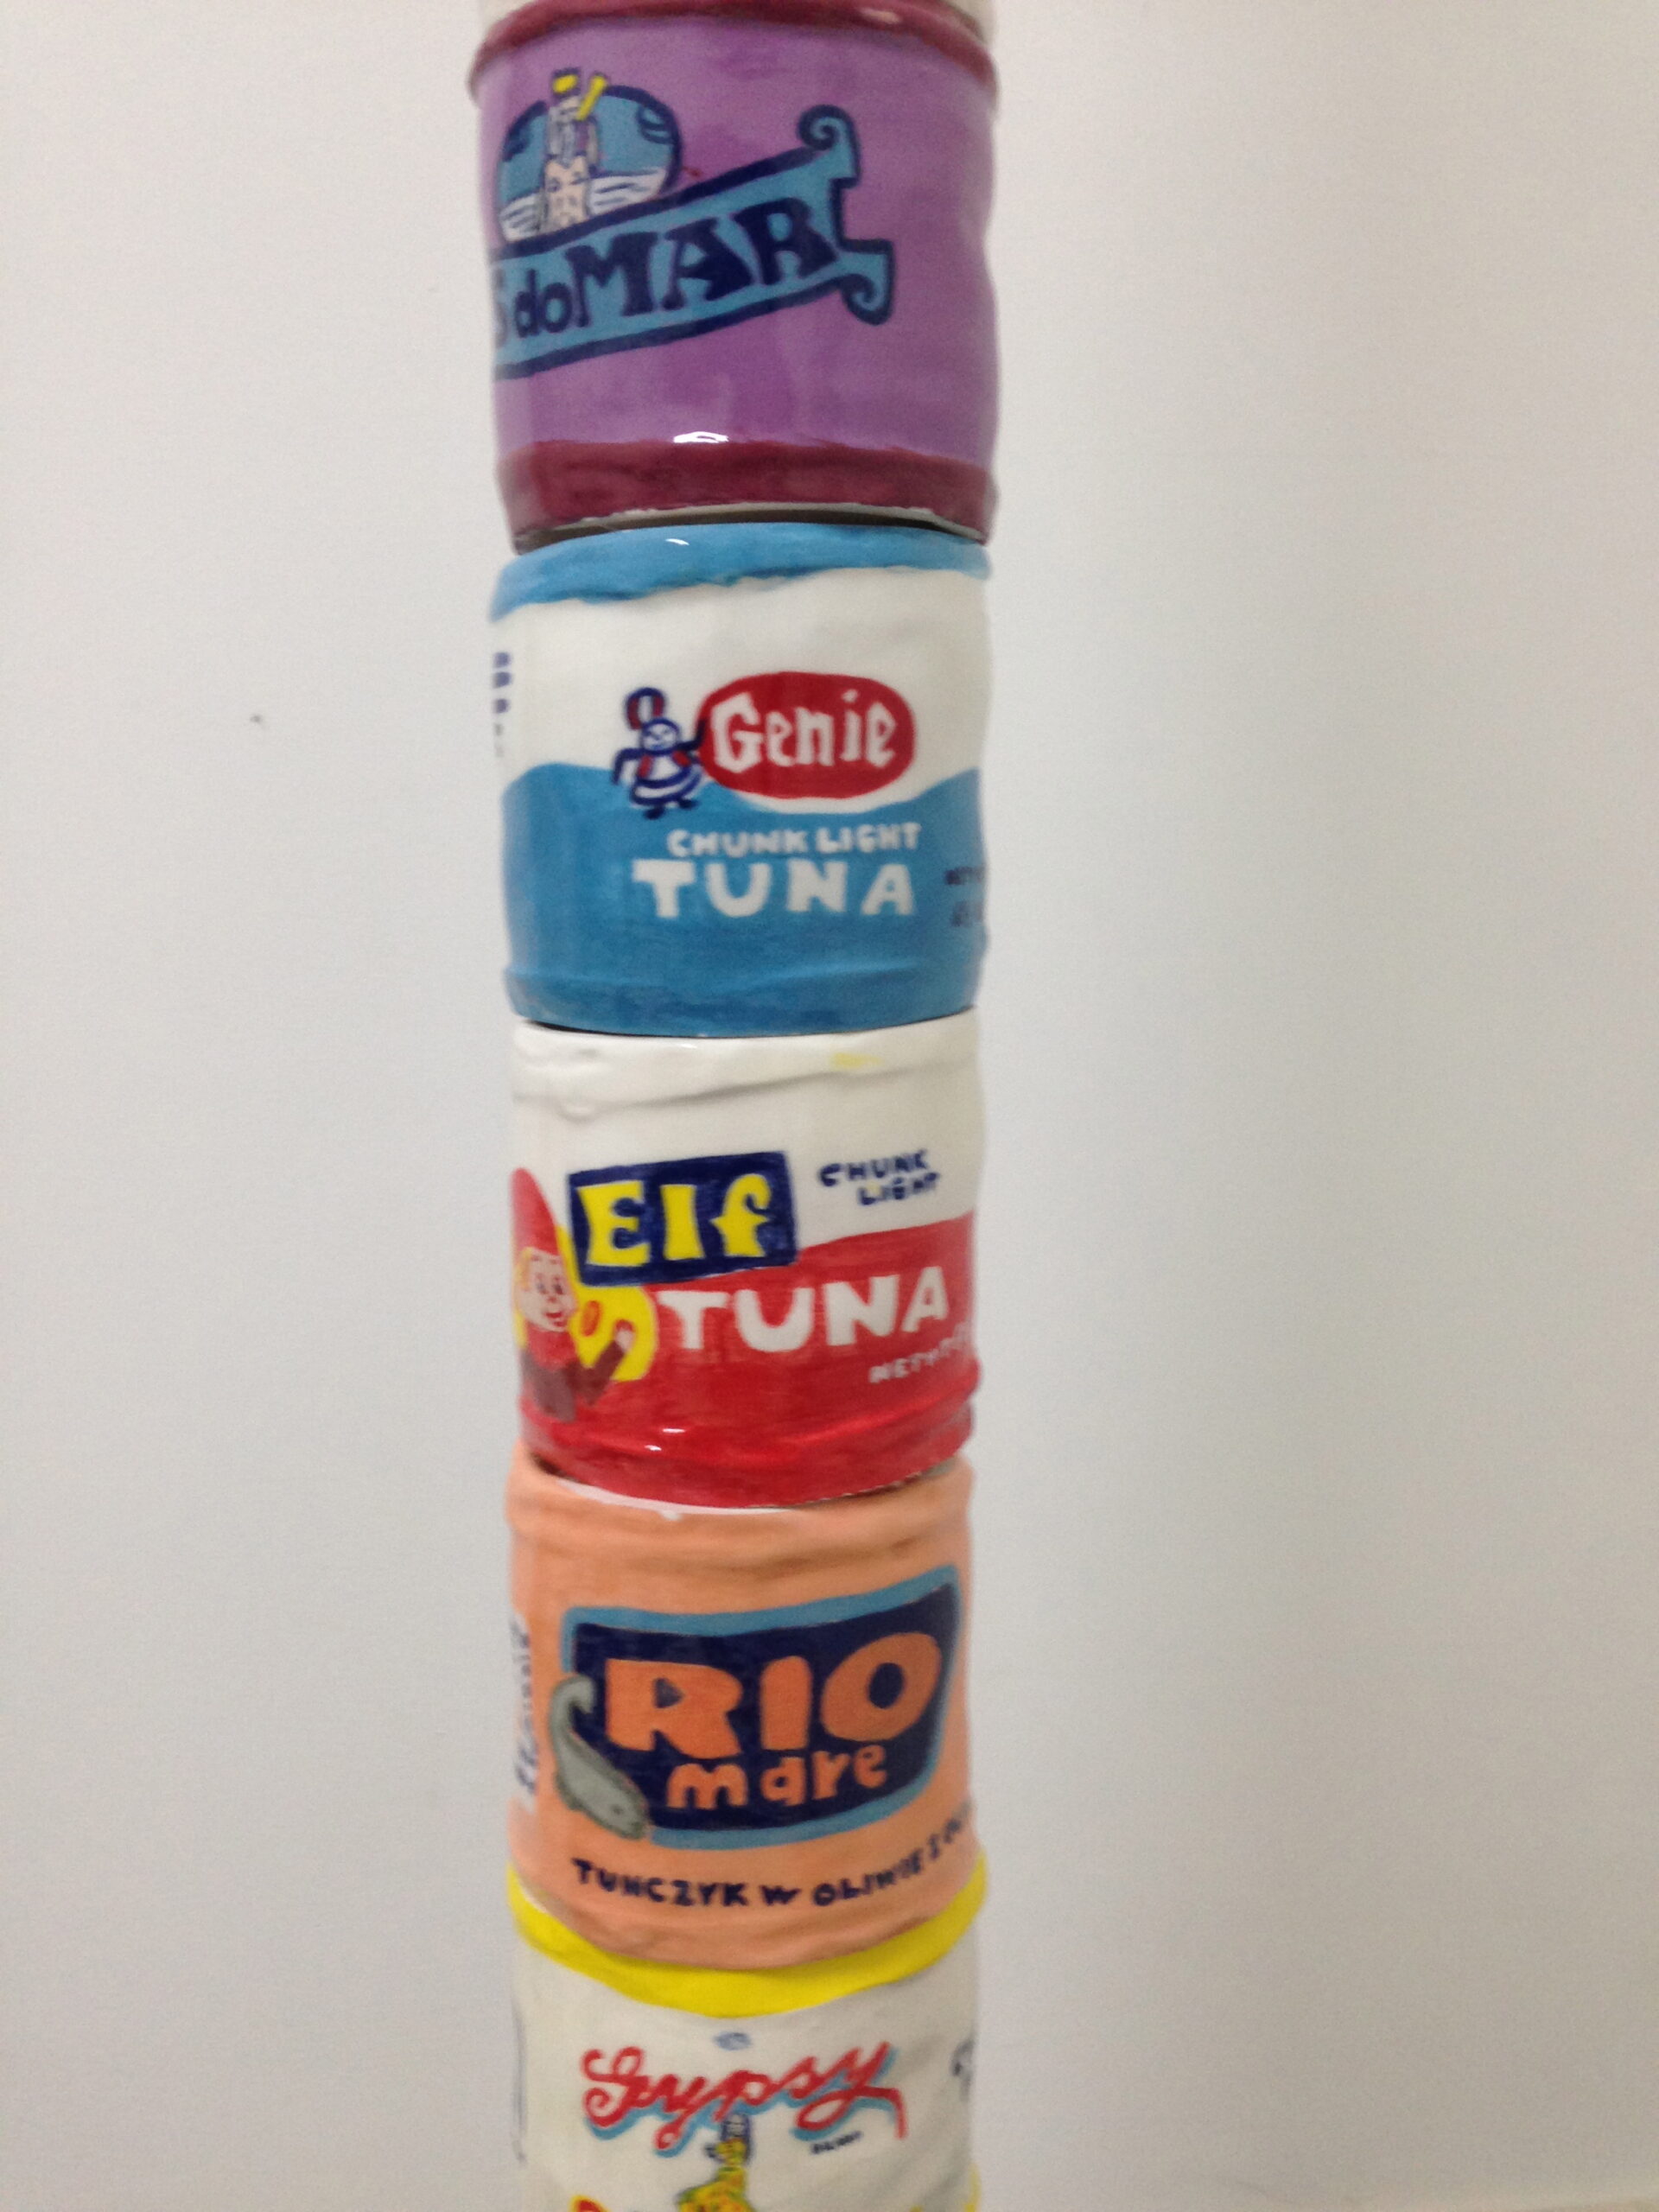 doMAR
Genie
CHUNK LIGHT
TUNA
Elf
CHUNK
LIGHT
TUNA
RIO
mare
TUNCZYK W OLIWIE Z
Gypsy